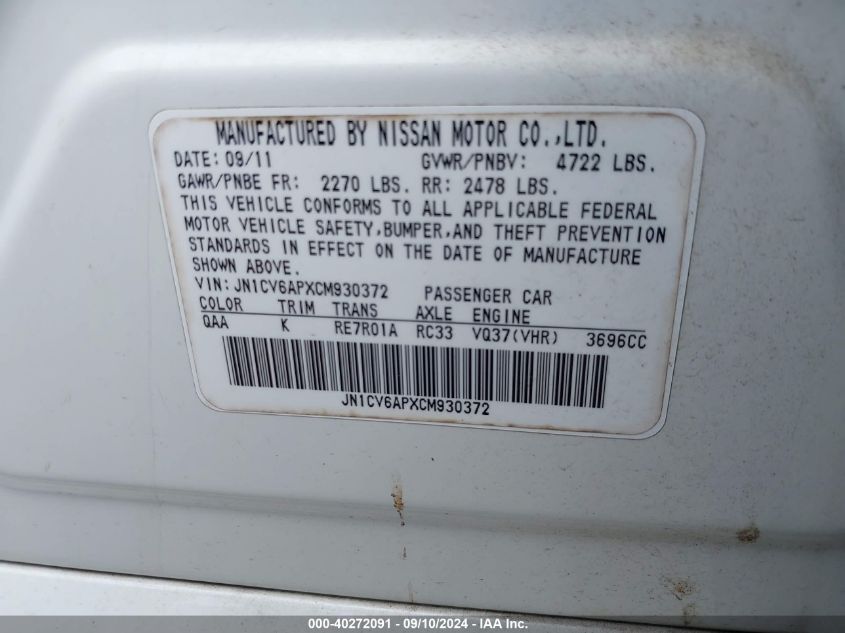 MANUFACTURED BY NISSAN MOTOR CO.,LTD.
DATE: 09/11 GVWR/PNBV: 4722 LBS.
GAWR/PNBE FR: 2270 LBS. RR: 2478 LBS.
THIS VEHICLE CONFORMS TO ALL APPLICABLE FEDERAL
MOTOR VEHICLE SAFETY,BUMPER,AND THEFT PREVENTION
STANDARDS IN EFFECT ON THE DATE OF MANUFACTURE
SHOWN ABOVE.
VIN:JN1CV6APXCM930372 PASSENGER CAR
COLOR TRIM TRANS AXLE ENGINE
QAA K RE7R01A RC33 VQ37(VHR) 3696CC
JN1CV6APXCM930372
000-40272091 - 09/10/2024 - IAA Inc.